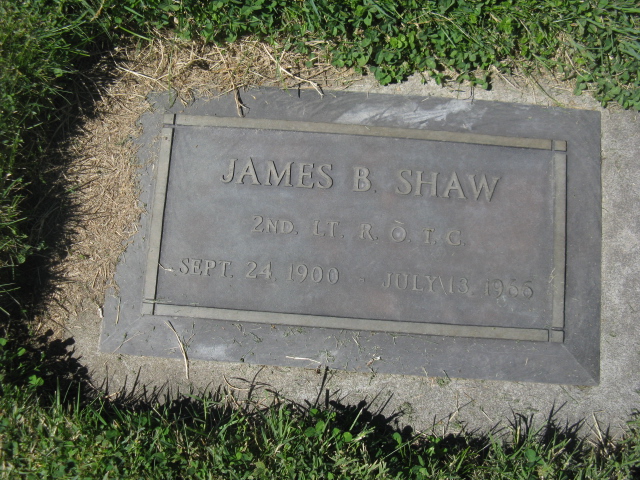 JAMES B. SHAW
2ND. LT. R. O. T. C.
SEPT. 24, 1900 - JULY 13,